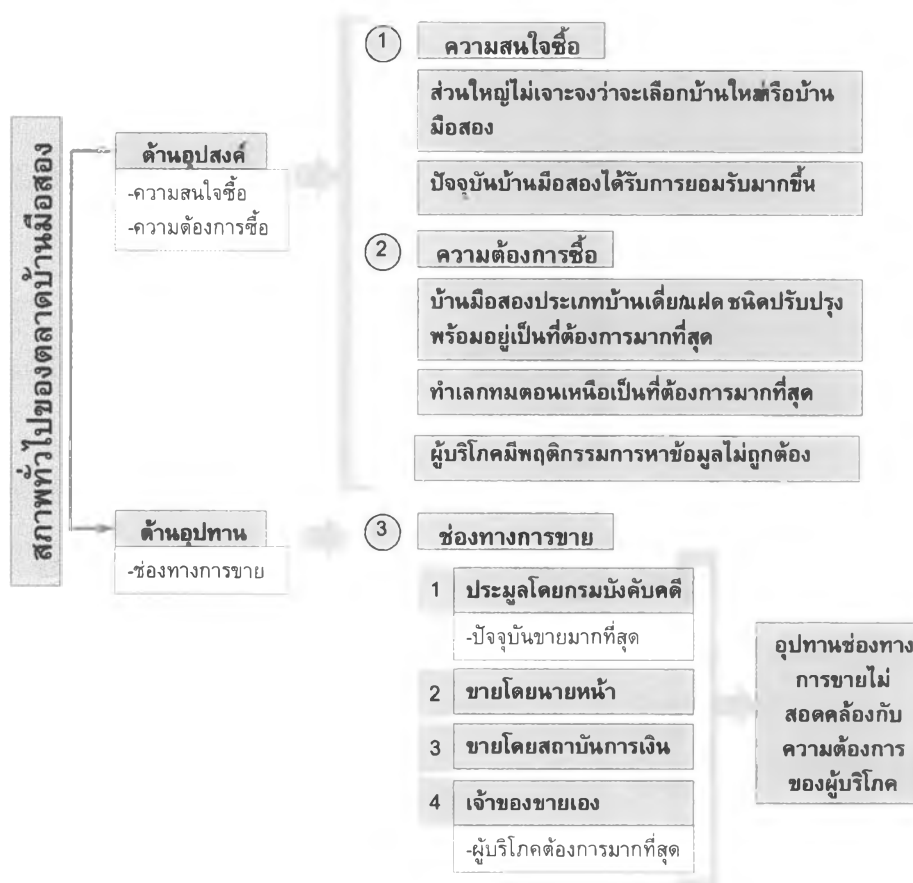 สภาพทั่วไปของตลาดบ้านมือสอง
ด้านอุปสงค์
-ความสนใจซื้อ
-ความต้องการซื้อ
1
ความสนใจซื้อ
ส่วนใหญ่ไม่เจาะจงว่าจะเลือกบ้านใหม่หรือบ้าน
มือสอง
ปัจจุบันบ้านมือสองได้รับการยอมรับมากขึ้น
2
ความต้องการซื้อ
บ้านมือสองประเภทบ้านเดี่ยว/แฝด ชนิดปรับปรุง
พร้อมอยู่เป็นที่ต้องการมากที่สุด
ทำเลกทมตอนเหนือเป็นที่ต้องการมากที่สุด
ผู้บริโภคมีพฤติกรรมการหาข้อมูลไม่ถูกต้อง
ด้านอุปทาน
-ช่องทางการขาย
3
ช่องทางการขาย
1 ประมูลโดยกรมบังคับคดี
-ปัจจุบันขายมากที่สุด
2 ขายโดยนายหน้า
3 ขายโดยสถาบันการเงิน
4 เจ้าของขายเอง
-ผู้บริโภคต้องการมากที่สุด
อุปทานช่องทาง
การขายไม่
สอดคล้องกับ
ความต้องการ
ของผู้บริโภค